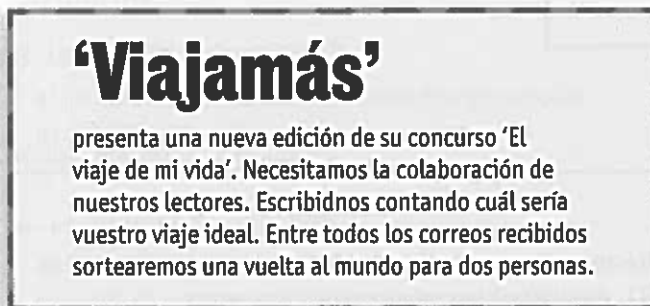 ‘Viajamás’
presenta una nueva edición de su concurso ‘El
viaje de mi vida’. Necesitamos la colaboración de
nuestros lectores. Escribidnos contando cuál sería
vuestro viaje ideal. Entre todos los correos recibidos
sortearemos una vuelta al mundo para dos personas.